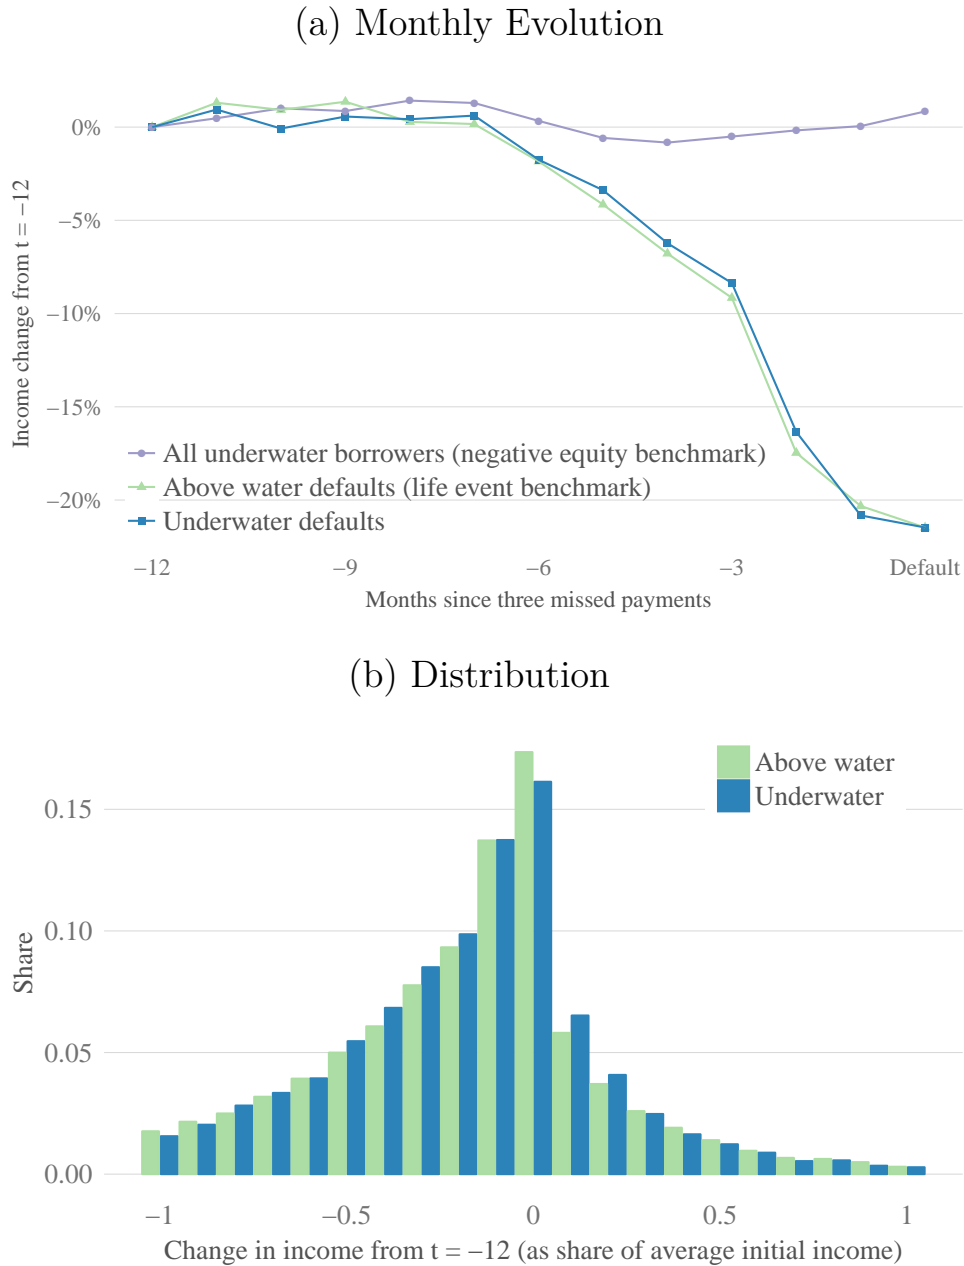 (a) Monthly Evolution
Income change from t = −12
0%
−5%
−10%
−15%
−20%
All underwater borrowers (negative equity benchmark)
Above water defaults (life event benchmark)
Underwater defaults
−12
−9
−6
−3
Default
Months since three missed payments
(b) Distribution
Share
0.15
0.10
0.05
0.00
Above water
Underwater
−1
−0.5
0
0.5
1
Change in income from t = −12 (as share of average initial income)